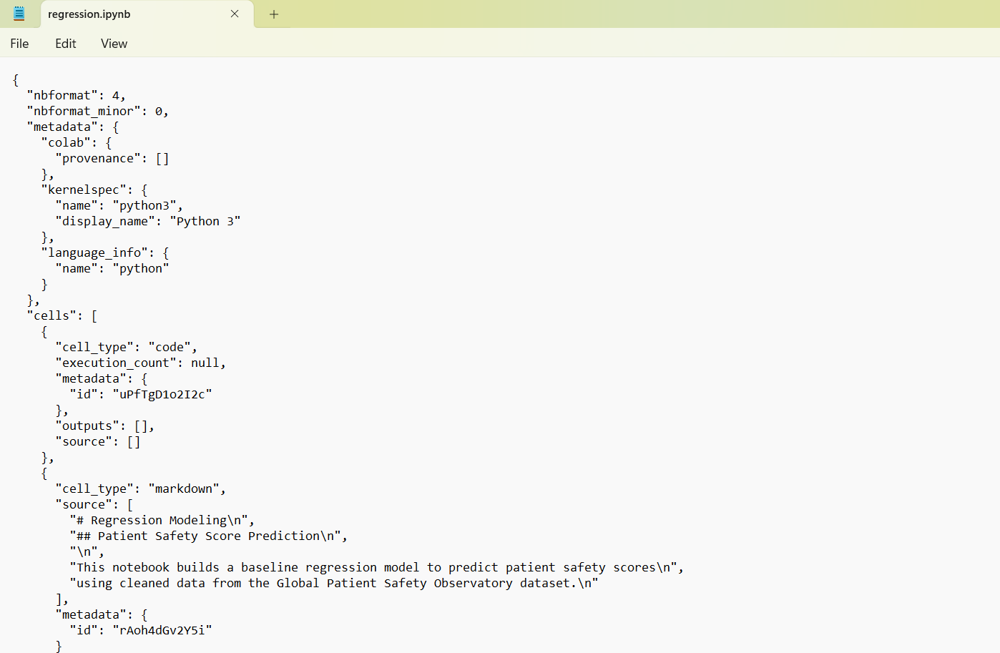 regression.ipynb
File Edit View
{
  "nbformat": 4,
  "nbformat_minor": 0,
  "metadata": {
    "colab": {
      "provenance": []
    },
    "kernelspec": {
      "name": "python3",
      "display_name": "Python 3"
    },
    "language_info": {
      "name": "python"
    }
  },
  "cells": [
    {
      "cell_type": "code",
      "execution_count": null,
      "metadata": {
        "id": "uPfTgD1o2I2c"
      },
      "outputs": [],
      "source": []
    },
    {
      "cell_type": "markdown",
      "source": [
        "# Regression Modeling\n",
        "## Patient Safety Score Prediction\n",
        "\n",
        "This notebook builds a baseline regression model to predict patient safety scores\n",
        "using cleaned data from the Global Patient Safety Observatory dataset.\n"
      ],
      "metadata": {
        "id": "rAoh4dGv2Y5i"
      }